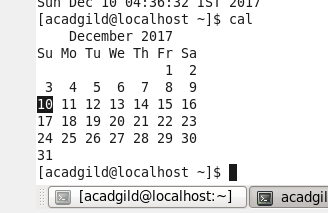 Sun Dec 10 04:36:32 IST 2017
[acadgild@localhost ~]$ cal
    December 2017
Su Mo Tu We Th Fr Sa
                1  2
 3  4  5  6  7  8  9
10 11 12 13 14 15 16
17 18 19 20 21 22 23
24 25 26 27 28 29 30
31
[acadgild@localhost ~]$
[acadgild@localhost:~] acadgil